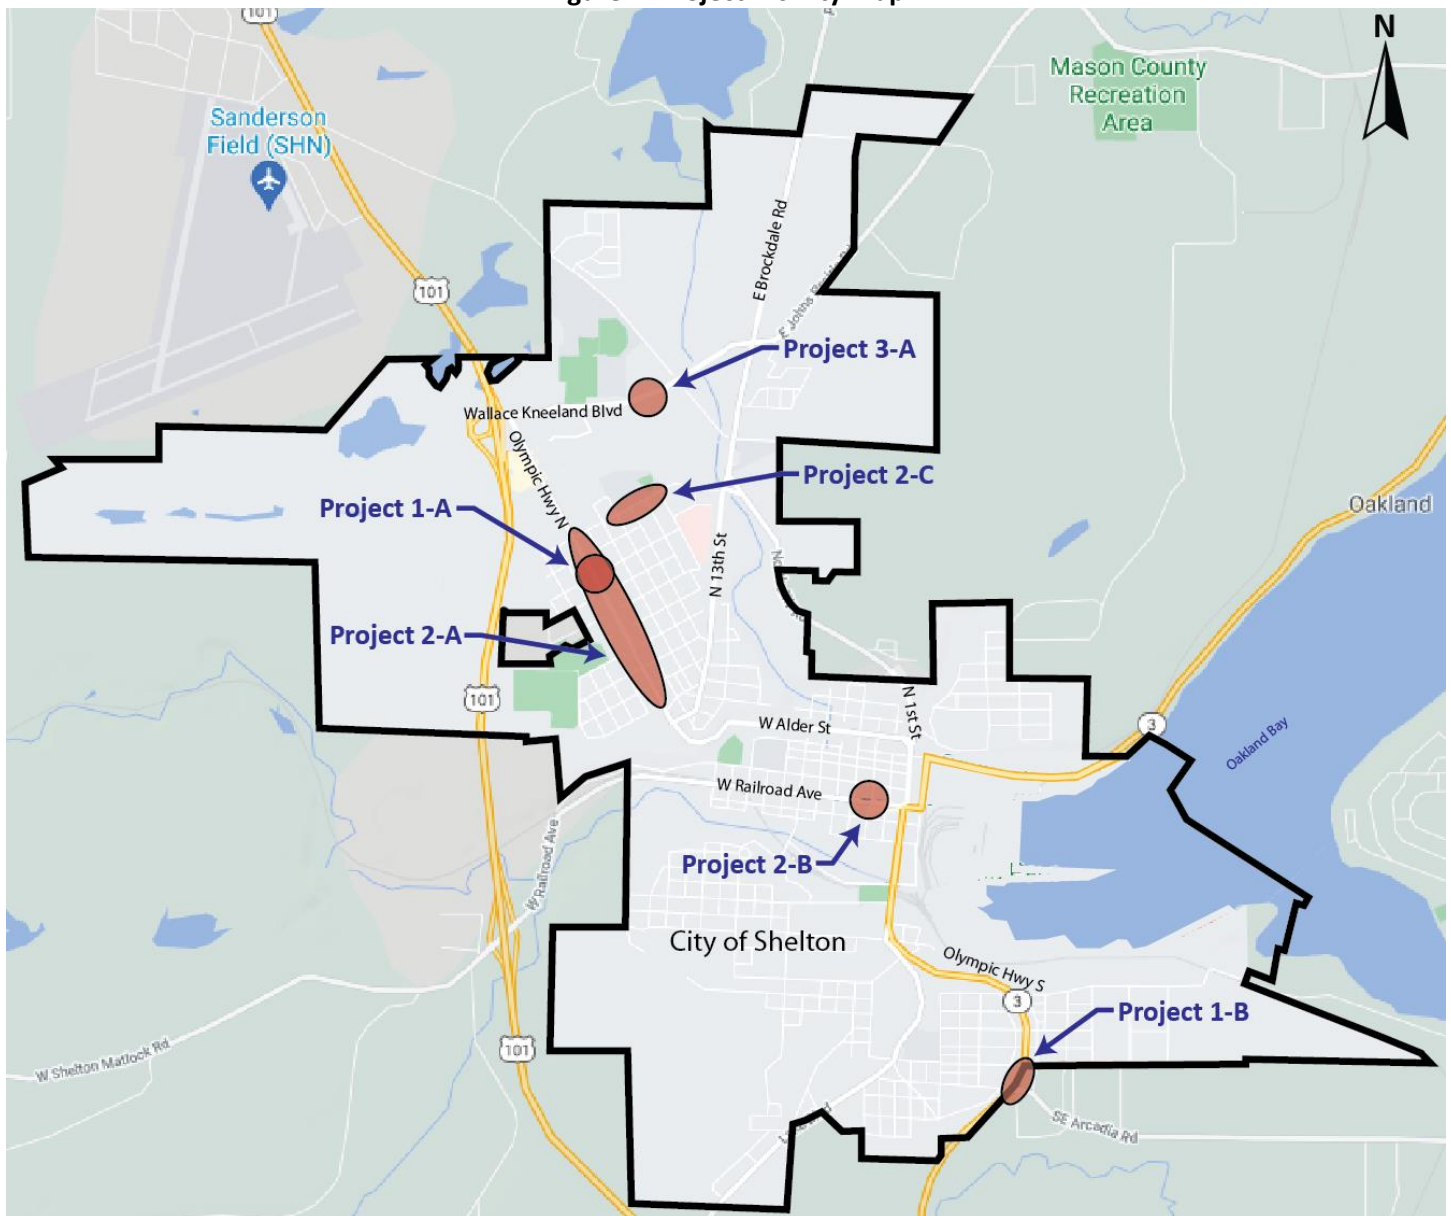 101
N
Mason County
Recreation
Area
Sanderson
Field (SHN)
E Brockdale Rd
101
E Johns
Project 3-A
Wallace Kneeland Blvd
Olympic Hwy N
Project 2-C
Project 1-A
Oakland
N 13th St
Project 2-A
101
N 1st St
W Alder St
3
Oakland Bay
W Railroad Ave
W Railroad Ave
Project 2-B
City of Shelton
Olympic Hwy S
3
Project 1-B
101
W Shelton Matlock Rd
SE Arcadia Rd